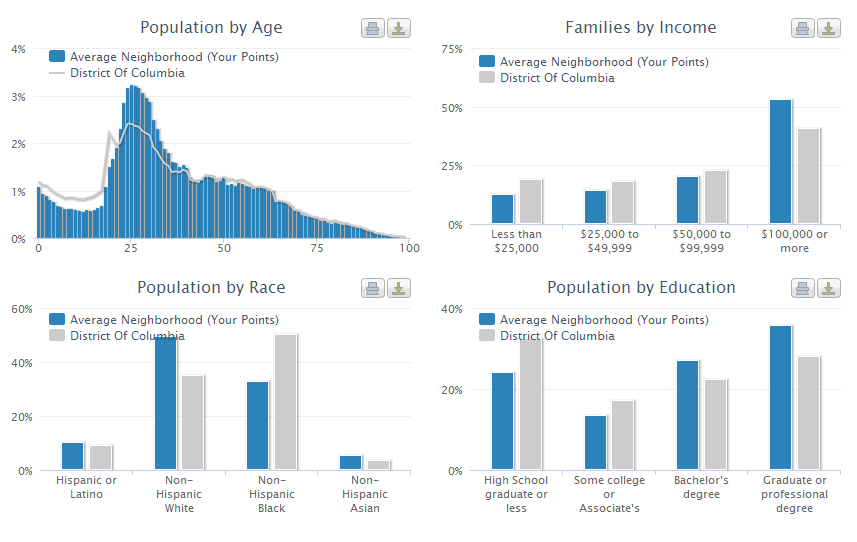 Population by Age
4%
3%
2%
1%
0%
Average Neighborhood (Your Points)
District Of Columbia
0 25 50 75 100
Families by Income
75%
50%
25%
0%
Average Neighborhood (Your Points)
District Of Columbia
Less than
$25,000
$25,000 to
$49,999
$50,000 to
$99,999
$100,000 or
more
Population by Race
60%
40%
20%
0%
Average Neighborhood (Your Points)
District Of Columbia
Hispanic or
Latino
Non-
Hispanic
White
Non-
Hispanic
Black
Non-
Hispanic
Asian
Population by Education
40%
20%
0%
Average Neighborhood (Your Points)
District Of Columbia
High School
graduate or
less
Some college
or
Associate's
Bachelor's
degree
Graduate or
professional
degree